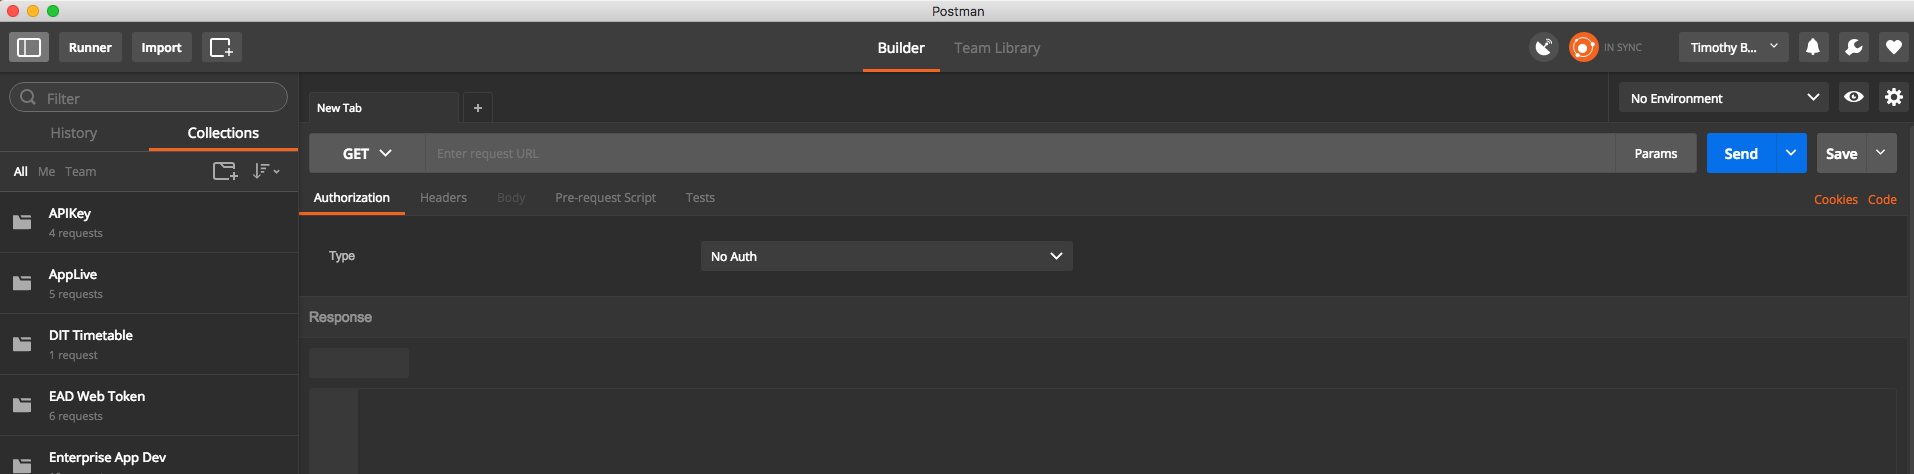 Postman
Runner Import Builder Team Library IN SYNC Timothy B...
Filter
History Collections
All Me Team
APIKey
4 requests
AppLive
5 requests
DIT Timetable
1 request
EAD Web Token
6 requests
Enterprise App Dev
New Tab + No Environment
GET Enter request URL Params Send Save
Authorization Headers Body Pre-request Script Tests Cookies Code
Type No Auth
Response